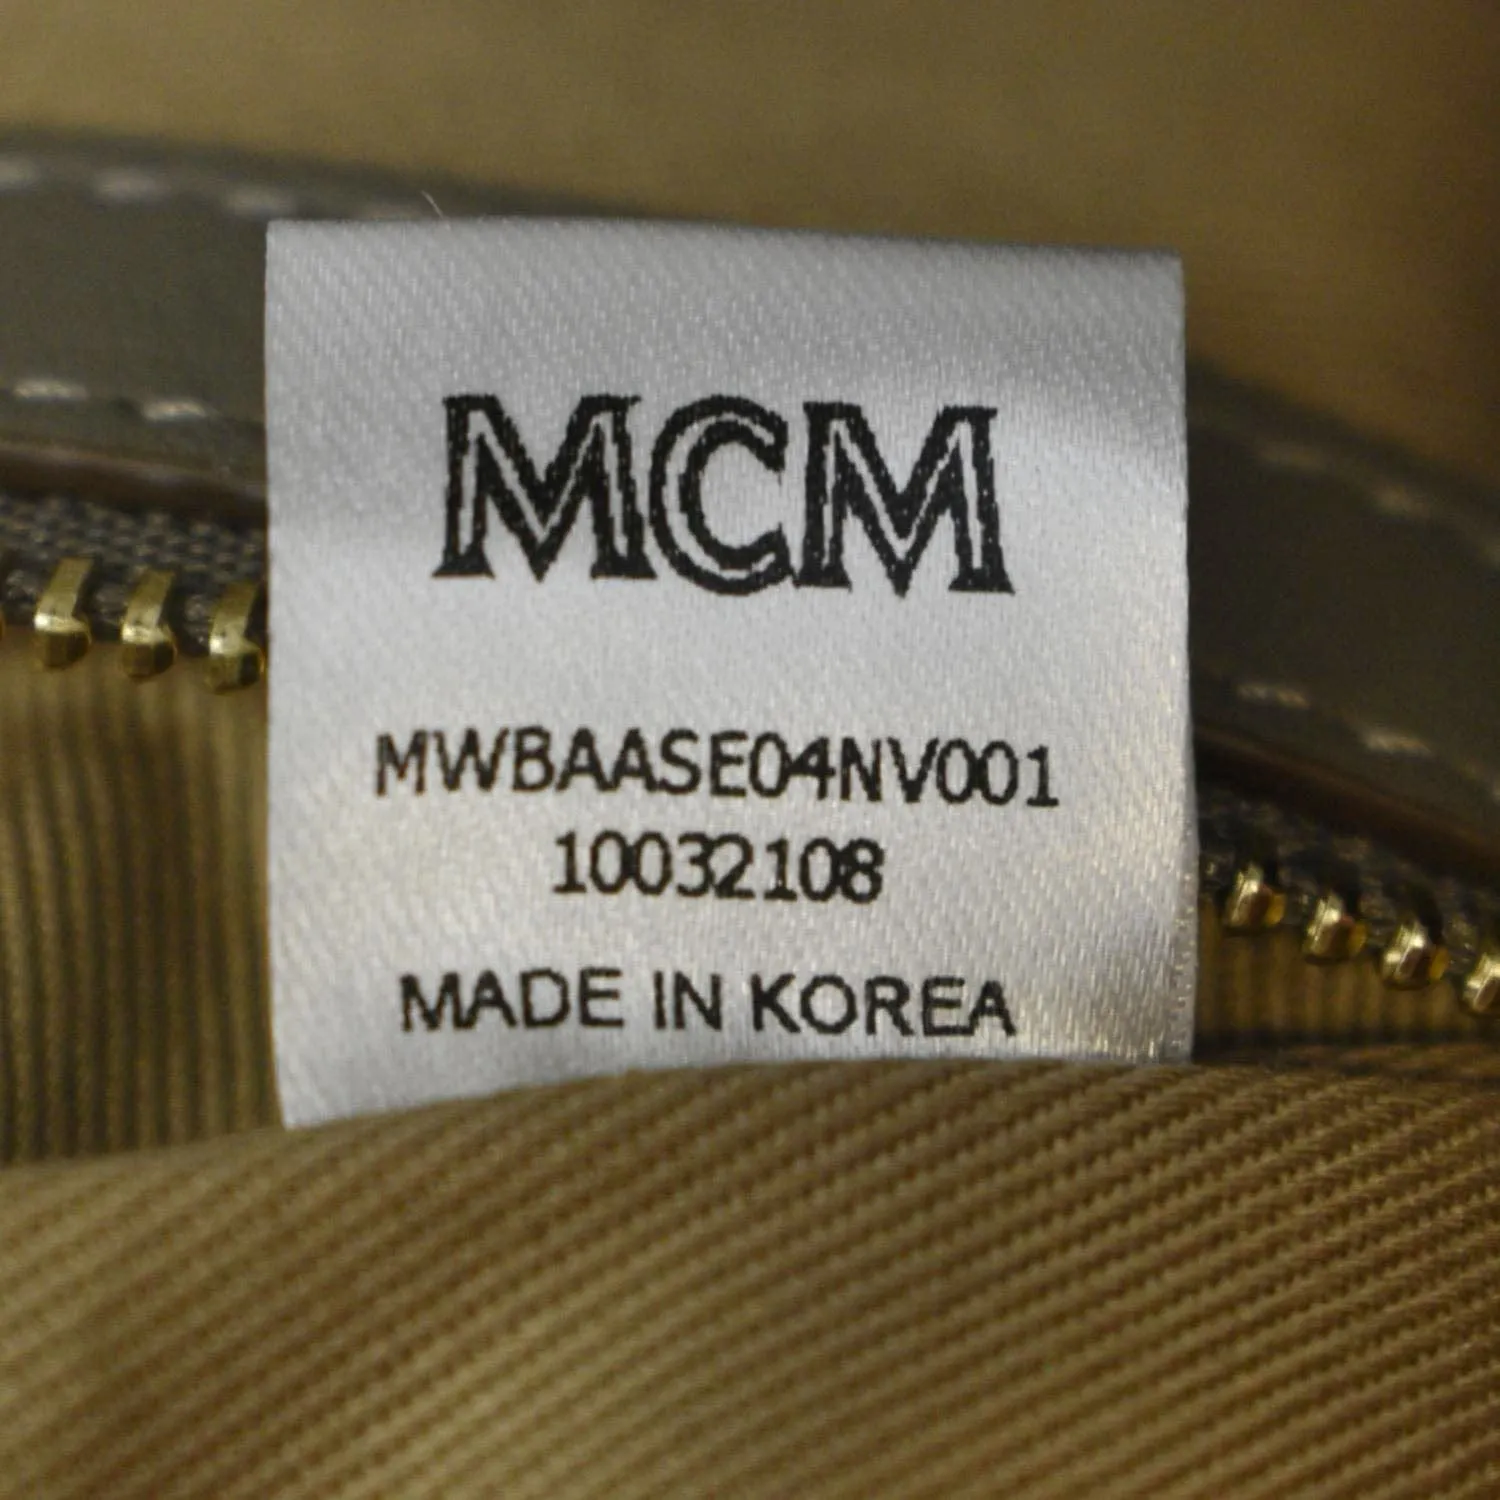 MCM
MWBAASE04NV001
10032108
MADE IN KOREA